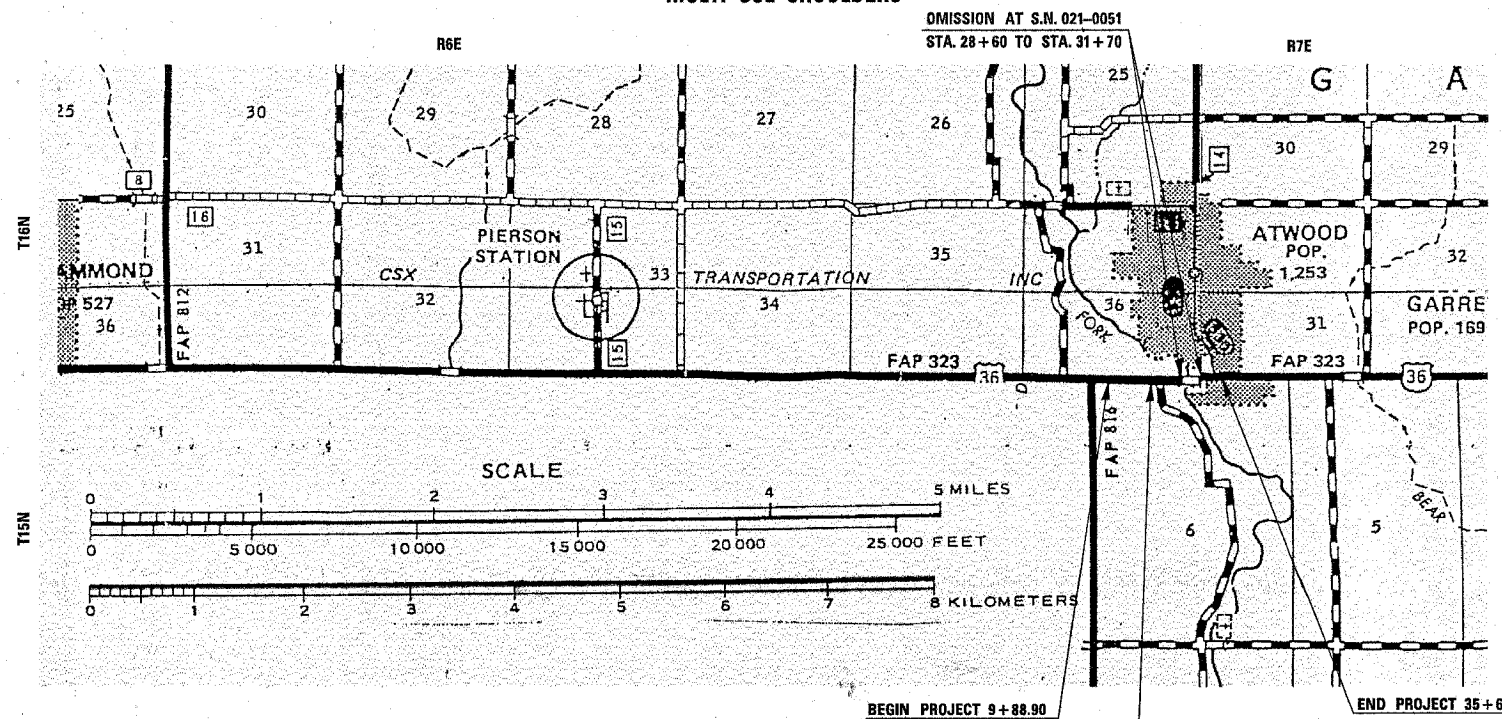 OMISSION AT S.N. 021-0051
STA. 28+60 TO STA. 31+70
R6E
R7E
25
G A
25
30
29
28
27
26
30
29
8
14
16
15
T16N
31
PIERSON
STATION
33
35
ATWOOD
POP.
1,253
32
AMMOND
CSX
TRANSPORTATION
INC
527
36
FAP 812
32
34
36
FORK
31
GARRE
POP. 169
15
FAP 323
36
FAP 323
36
FAP 816
SCALE
0 1 2 3 4 5 MILES
T15N
0 5000 10000 15000 20000 25000 FEET
6
5
BEAR
0 1 2 3 4 5 6 7 8 KILOMETERS
BEGIN PROJECT 9+88.90
END PROJECT 35+6